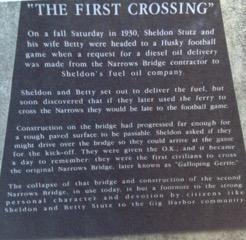 "THE FIRST CROSSING"
On a fall Saturday in 1930, Sheldon Stutz and
his wife Betty were headed to a Husky football
game when a request for a diesel oil delivery
was made from the Narrows Bridge contractor to
Sheldon's fuel oil company.
Sheldon and Betty set out to deliver the fuel, but
soon discovered that if they later used the ferry to
cross the Narrows they would be late to the football game.
Construction on the bridge had progressed far enough for
a rough paved surface to be passable. Sheldon asked if they
might drive over the bridge so they could arrive at the game
for the kick-off. They were given the O.K., and it became
a day to remember: they were the first civilians to cross
the original Narrows Bridge, later known as "Galloping Gertie."
The collapse of that bridge and construction of the second
Narrows Bridge, in use today, is but a footnote to the strong
personal character and devotion by citizens like
Sheldon and Betty Stutz to the Gig Harbor community